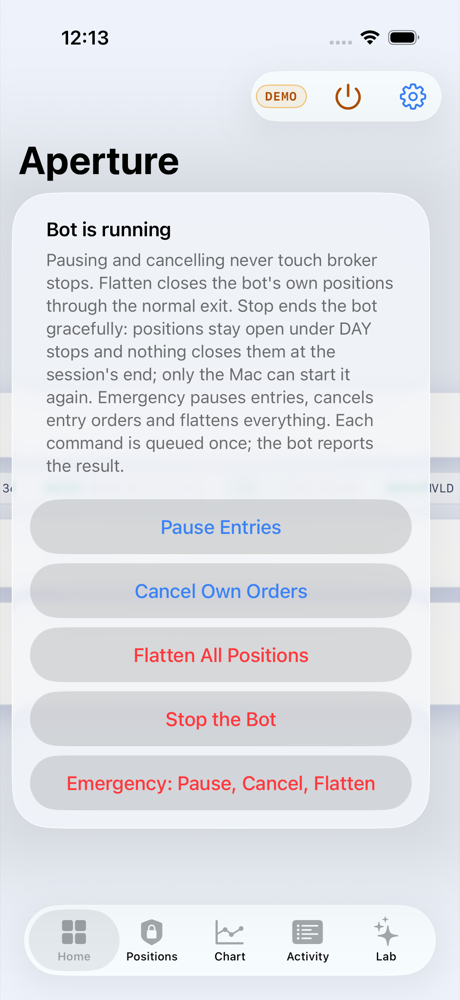 12:13
DEMO
Aperture
Bot is running
Pausing and cancelling never touch broker
stops. Flatten closes the bot's own positions
through the normal exit. Stop ends the bot
gracefully: positions stay open under DAY
stops and nothing closes them at the
session's end; only the Mac can start it
again. Emergency pauses entries, cancels
entry orders and flattens everything. Each
command is queued once; the bot reports
the result.
Pause Entries
Cancel Own Orders
Flatten All Positions
Stop the Bot
Emergency: Pause, Cancel, Flatten
Home
Positions
Chart
Activity
Lab